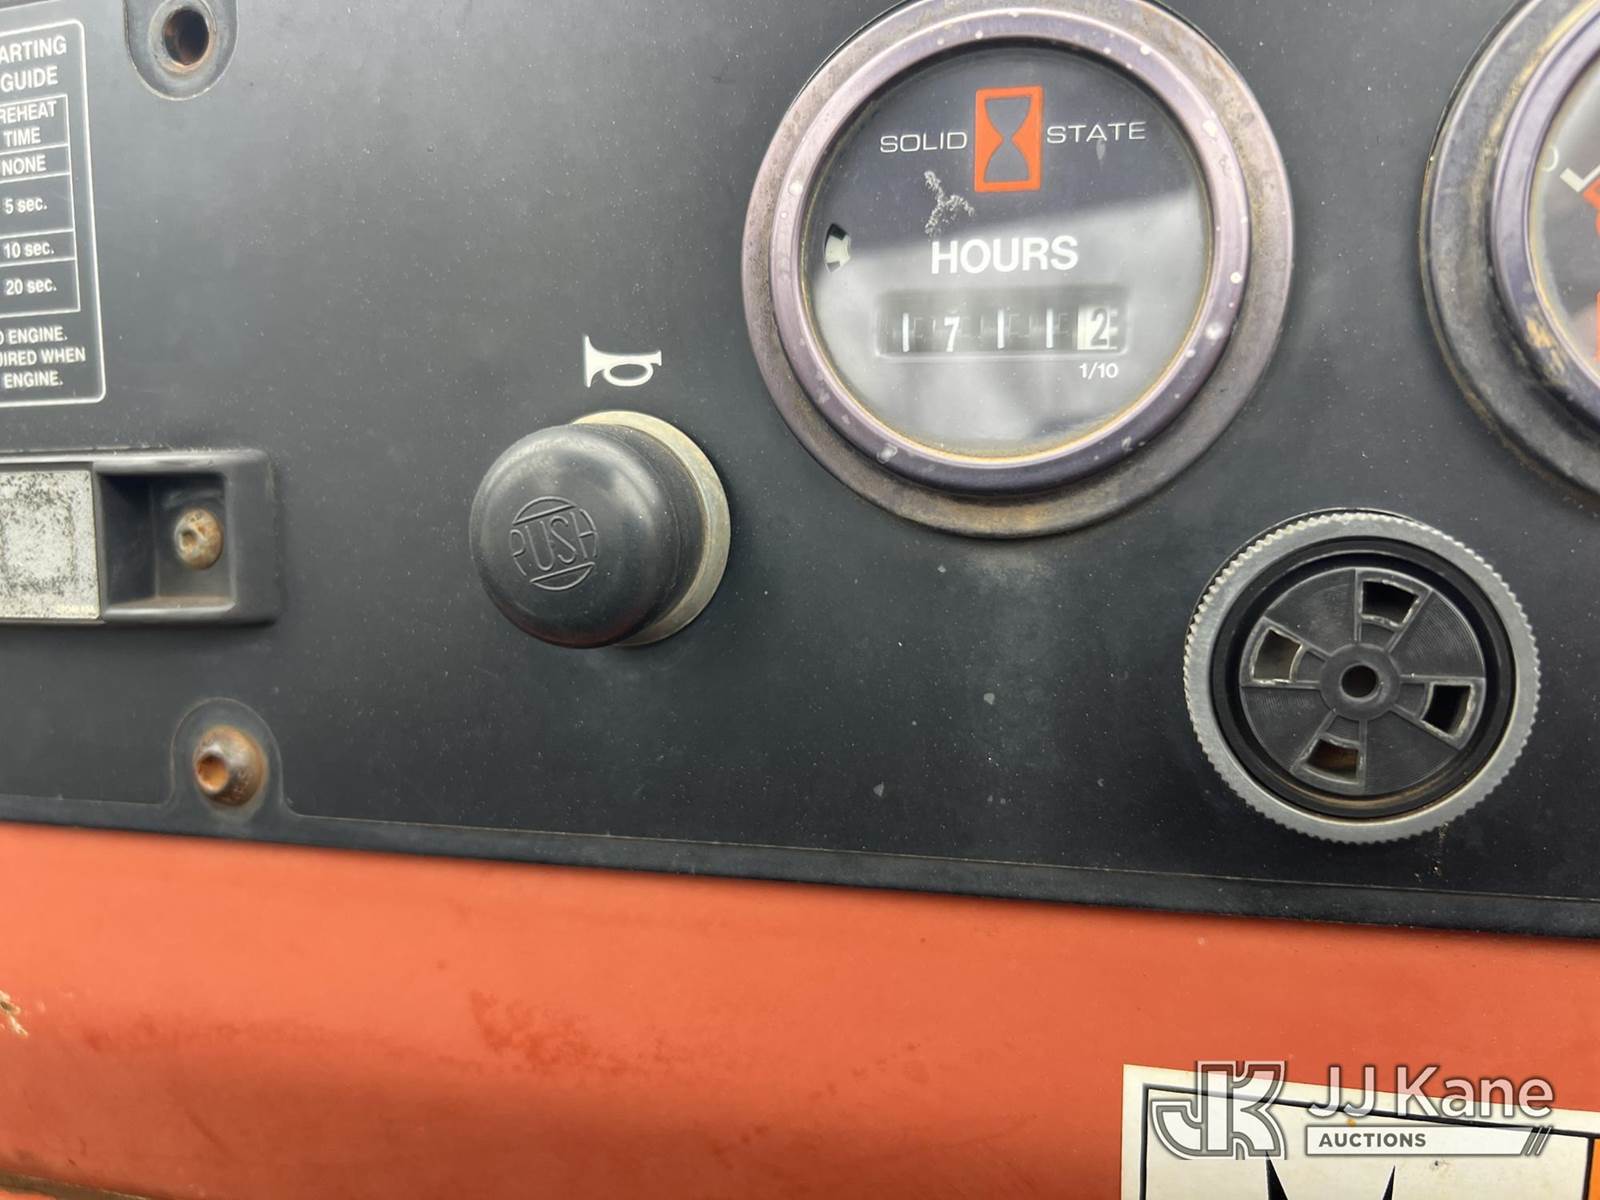 ARTING
GUIDE
REHEAT
TIME
NONE
5 sec.
10 sec.
20 sec.
ENGINE.
UIRED WHEN
ENGINE.
SOLID STATE
HOURS
1 7 1 1 2
1/10
PUSH
JK JJ Kane
AUCTIONS